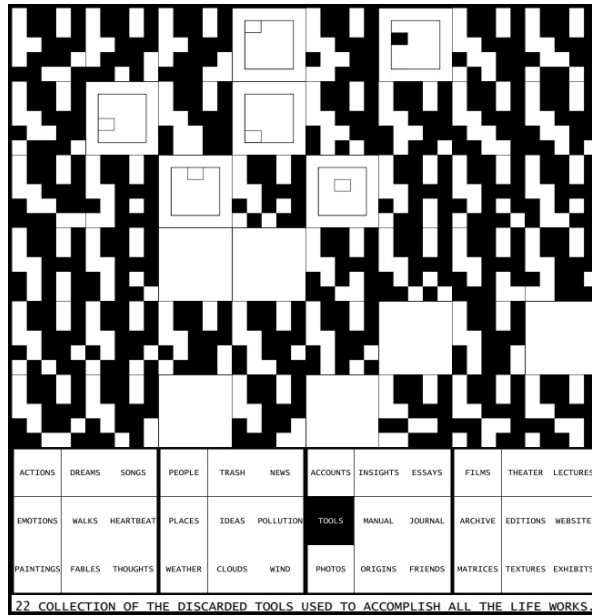 ACTIONS DREAMS SONGS PEOPLE TRASH NEWS ACCOUNTS INSIGHTS ESSAYS FILMS THEATER LECTURES
EMOTIONS WALKS HEARTBEAT PLACES IDEAS POLLUTION TOOLS MANUAL JOURNAL ARCHIVE EDITIONS WEBSITE
PAINTINGS FABLES THOUGHTS WEATHER CLOUDS WIND PHOTOS ORIGINS FRIENDS MATRICES TEXTURES EXHIBITS
22 COLLECTION OF THE DISCARDED TOOLS USED TO ACCOMPLISH ALL THE LIFE WORKS.